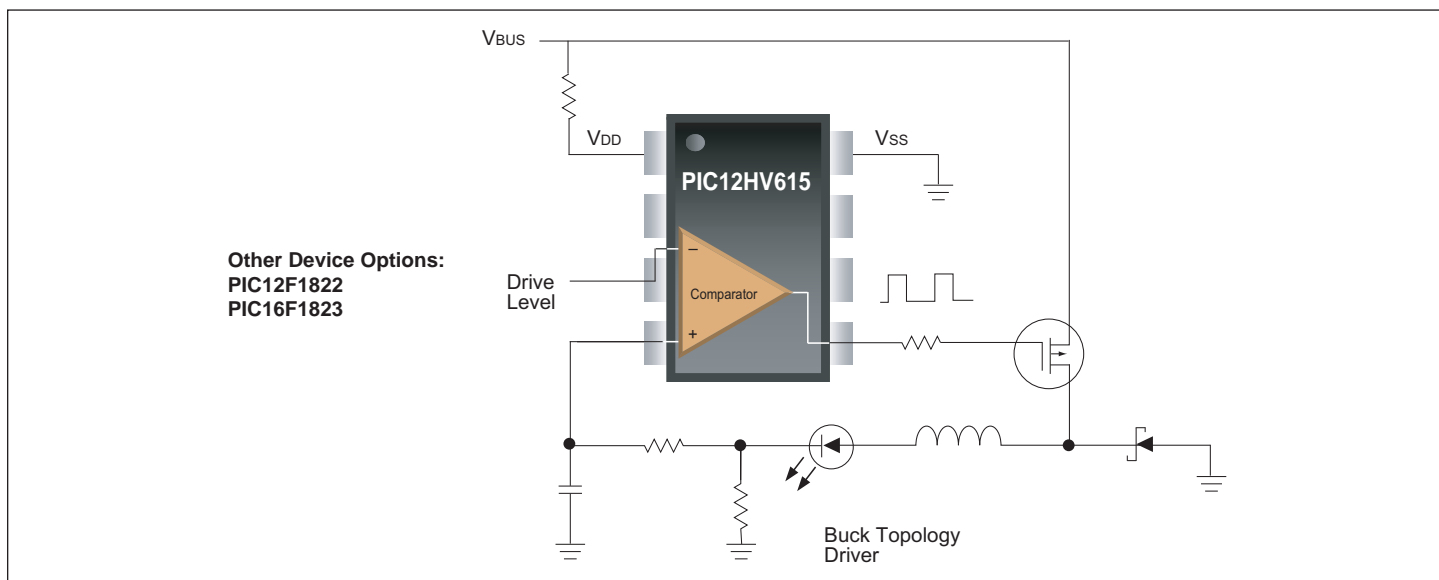 VBUS
VDD
VSS
PIC12HV615
Other Device Options:
PIC12F1822
PIC16F1823
Drive
Level
−
Comparator
+
Buck Topology
Driver